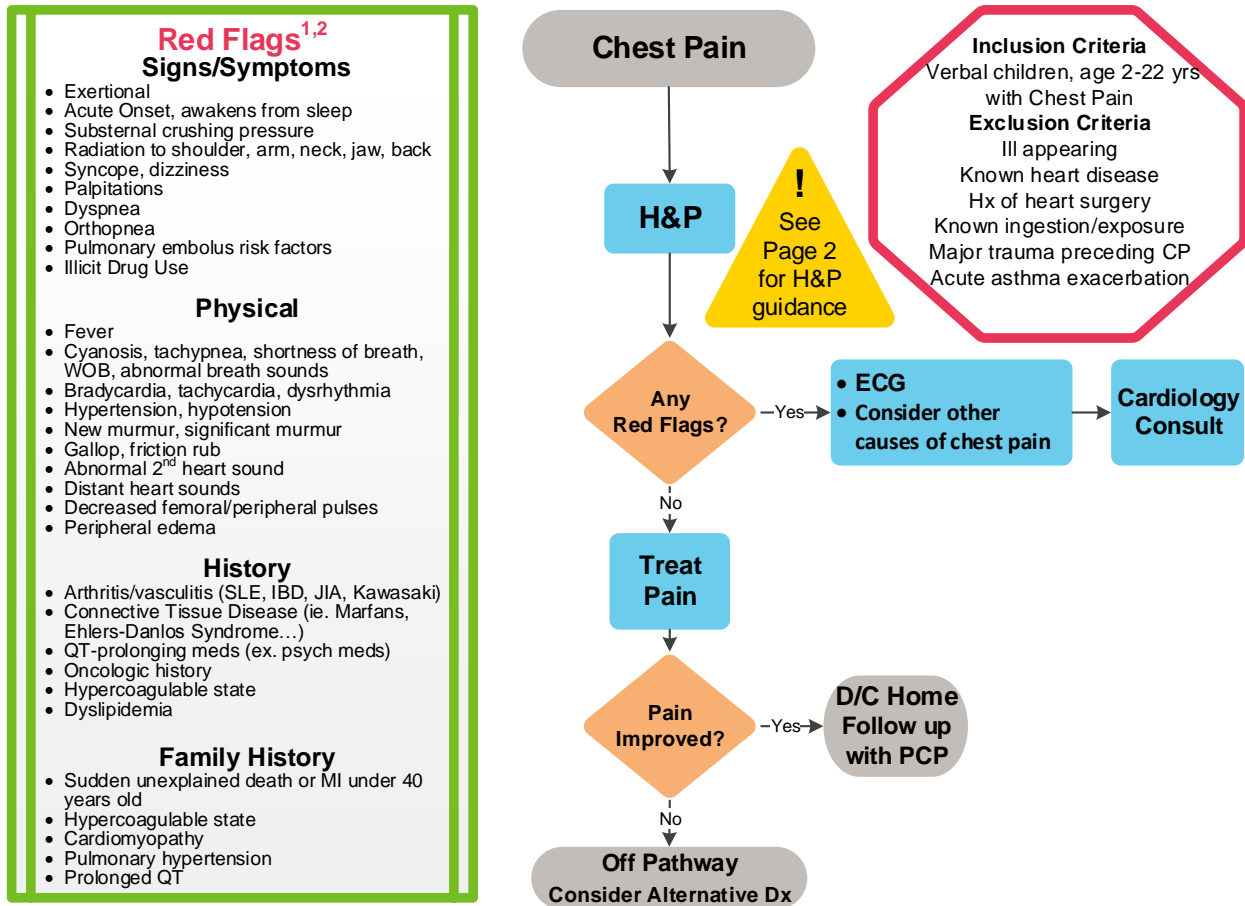 Red Flags1,2
Signs/Symptoms
• Exertional
• Acute Onset, awakens from sleep
• Substernal crushing pressure
• Radiation to shoulder, arm, neck, jaw, back
• Syncope, dizziness
• Palpitations
• Dyspnea
• Orthopnea
• Pulmonary embolus risk factors
• Illicit Drug Use
Physical
• Fever
• Cyanosis, tachypnea, shortness of breath,
WOB, abnormal breath sounds
• Bradycardia, tachycardia, dysrhythmia
• Hypertension, hypotension
• New murmur, significant murmur
• Gallop, friction rub
• Abnormal 2nd heart sound
• Distant heart sounds
• Decreased femoral/peripheral pulses
• Peripheral edema
History
• Arthritis/vasculitis (SLE, IBD, JIA, Kawasaki)
• Connective Tissue Disease (ie. Marfans,
Ehlers-Danlos Syndrome…)
• QT-prolonging meds (ex. psych meds)
• Oncologic history
• Hypercoagulable state
• Dyslipidemia
Family History
• Sudden unexplained death or MI under 40
years old
• Hypercoagulable state
• Cardiomyopathy
• Pulmonary hypertension
• Prolonged QT
Chest Pain
H&P
!
See
Page 2
for H&P
guidance
Inclusion Criteria
Verbal children, age 2-22 yrs
with Chest Pain
Exclusion Criteria
Ill appearing
Known heart disease
Hx of heart surgery
Known ingestion/exposure
Major trauma preceding CP
Acute asthma exacerbation
Any
Red Flags?
Yes
• ECG
• Consider other
causes of chest pain
Cardiology
Consult
No
Treat
Pain
Pain
Improved?
Yes
D/C Home
Follow up
with PCP
No
Off Pathway
Consider Alternative Dx